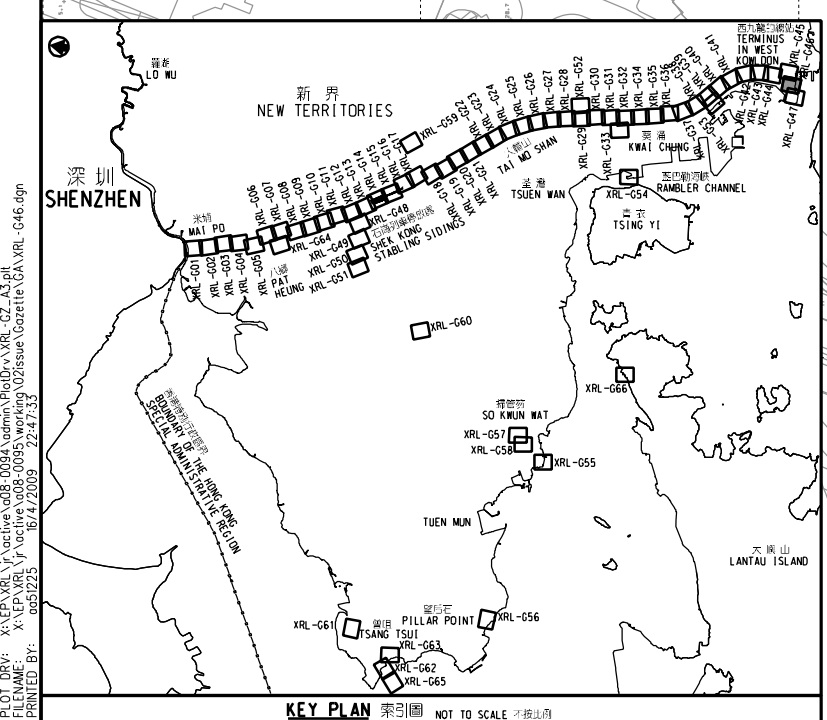 西九龍總站
TERMINUS
IN WEST
KOWLOON
羅湖
LO WU
新界
NEW TERRITORIES
深圳
SHENZHEN
米埔
MAI PO
XRL-G01
XRL-G02
XRL-G03
XRL-G04
XRL-G05
XRL-G06
XRL-G07
XRL-G08
XRL-G09
XRL-G10
XRL-G11
XRL-G12
XRL-G13
XRL-G14
XRL-G15
XRL-G16
XRL-G17
XRL-G59
XRL-G18
XRL-G19
XRL-G20
XRL-G21
XRL-G22
XRL-G23
XRL-G24
XRL-G25
XRL-G26
XRL-G27
XRL-G28
XRL-G52
XRL-G29
XRL-G30
XRL-G31
XRL-G32
XRL-G33
XRL-G34
XRL-G35
XRL-G36
XRL-G37
XRL-G38
XRL-G39
XRL-G40
XRL-G41
XRL-G53
XRL-G42
XRL-G43
XRL-G44
XRL-G45
XRL-G46
XRL-G47
大帽山
TAI MO SHAN
葵涌
KWAI CHUNG
荃灣
TSUEN WAN
XRL-G54
藍巴勒海峽
RAMBLER CHANNEL
青衣
TSING YI
XRL-G64
XRL-G48
XRL-G49
XRL-G50
XRL-G51
石崗列車停放處
SHEK KONG
STABLING SIDINGS
八鄉
PAT
HEUNG
XRL-G60
XRL-G66
掃管笏
SO KWUN WAT
XRL-G57
XRL-G58
XRL-G55
香港特別行政區界
BOUNDARY OF THE HONG KONG
SPECIAL ADMINISTRATIVE REGION
TUEN MUN
大嶼山
LANTAU ISLAND
望后石
PILLAR POINT
XRL-G56
XRL-G61
曾咀
TSANG TSUI
XRL-G63
XRL-G62
XRL-G65
KEY PLAN 索引圖 NOT TO SCALE 不按比例
PLOT DRV: X:\EP\XRL\jr\active\a08-0094\admin\PlotDrv\XRL-GZ_A3.plt
FILENAME: X:\EP\XRL\jr\active\a08-0095\working\02issue\Gazette\GA\XRL-G46.dgn
PRINTED BY: aa51225 16/4/2009 22:47:33